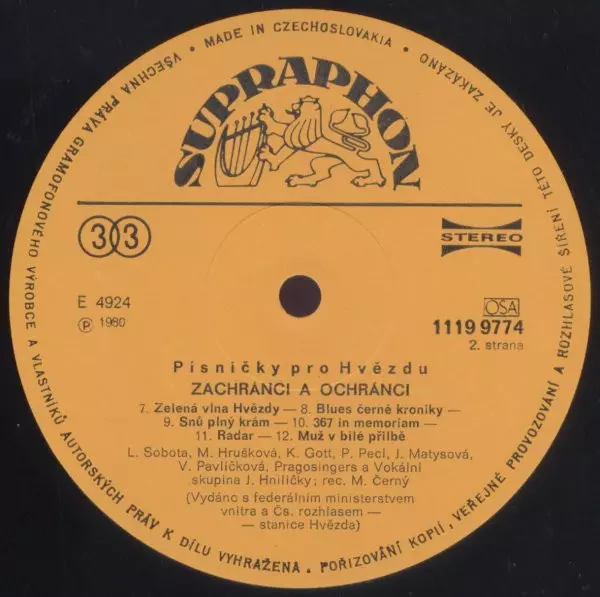 • MADE IN CZECHOSLOVAKIA •
VŠECHNA PRÁVA GRAMOFONOVÉHO VÝROBCE A VLASTNÍKŮ AUTORSKÝCH PRÁV K DÍLU VYHRAŽENA. POŘIZOVÁNÍ KOPIÍ, VEŘEJNÉ PROVOZOVÁNÍ A ROZHLASOVÉ ŠÍŘENÍ TÉTO DESKY JE ZAKÁZÁNO
SUPRAPHON
33
STEREO
E 4924
Ⓟ 1980
OSA
1119 9774
2. strana
Písničky pro Hvězdu
ZACHRÁNCI A OCHRÁNCI
7. Zelená vlna Hvězdy — 8. Blues černé kroniky —
9. Snů plný krám — 10. 367 in memoriam —
11. Radar — 12. Muž v bílé přilbě
L. Sobota, M. Hrušková, K. Gott, P. Pecl, J. Matysová,
V. Pavlíčková, Pragosingers a Vokální
skupina J. Hniličky; rec. M. Černý
(Vydáno s federálním ministerstvem
vnitra a Čs. rozhlasem —
— stanice Hvězda)